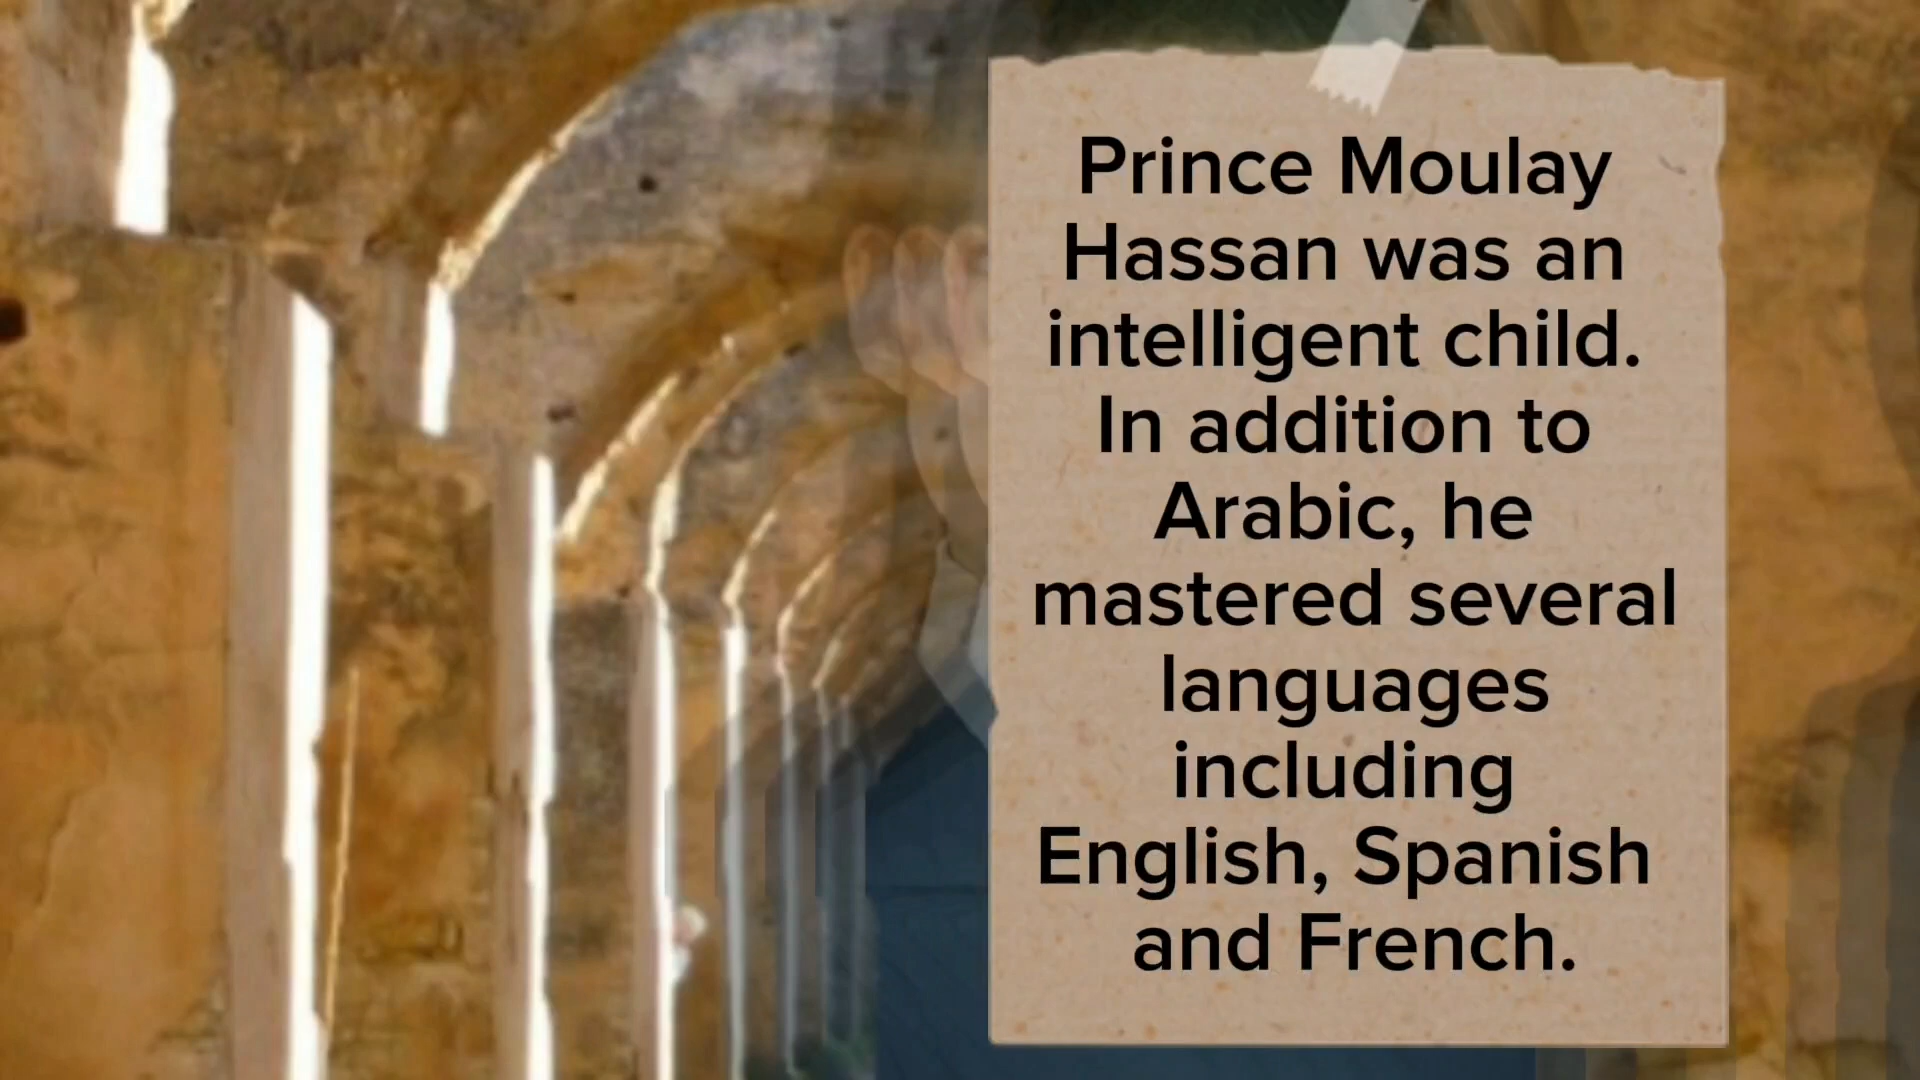 Prince Moulay
Hassan was an
intelligent child.
In addition to
Arabic, he
mastered several
languages
including
English, Spanish
and French.